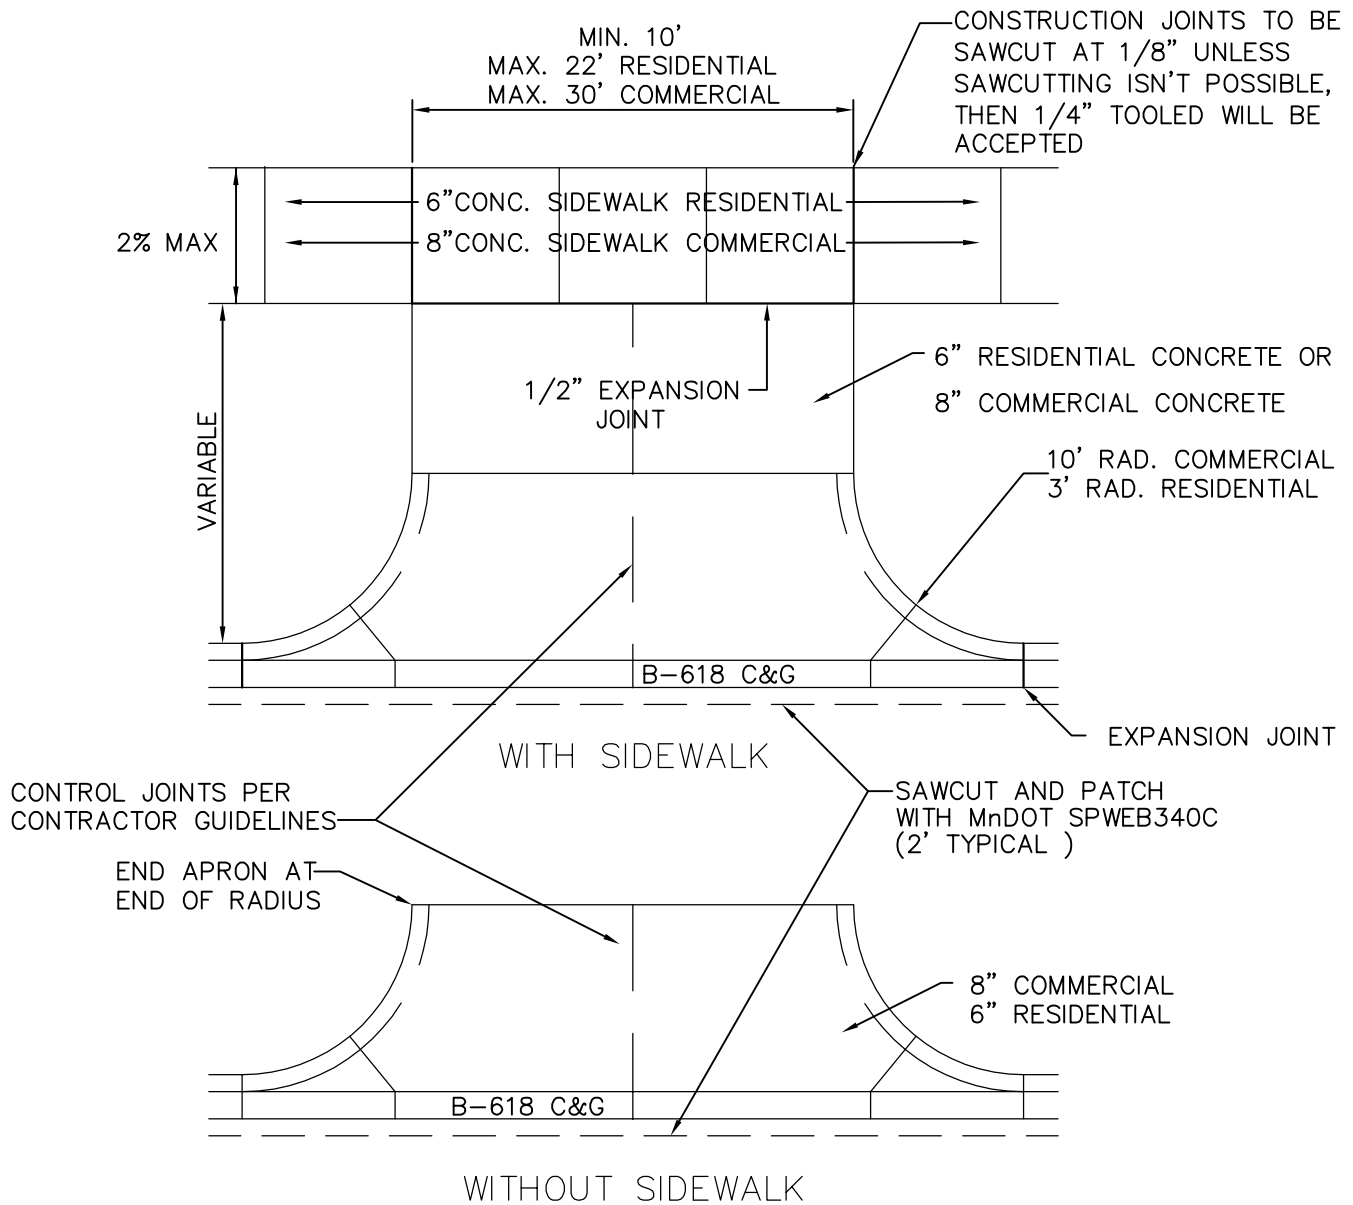 MIN. 10'
MAX. 22' RESIDENTIAL
MAX. 30' COMMERCIAL
CONSTRUCTION JOINTS TO BE
SAWCUT AT 1/8" UNLESS
SAWCUTTING ISN'T POSSIBLE,
THEN 1/4" TOOLED WILL BE
ACCEPTED
6"CONC. SIDEWALK RESIDENTIAL
8"CONC. SIDEWALK COMMERCIAL
2% MAX
6" RESIDENTIAL CONCRETE OR
8" COMMERCIAL CONCRETE
1/2" EXPANSION
JOINT
VARIABLE
10' RAD. COMMERCIAL
3' RAD. RESIDENTIAL
B-618 C&G
EXPANSION JOINT
WITH SIDEWALK
CONTROL JOINTS PER
CONTRACTOR GUIDELINES
SAWCUT AND PATCH
WITH MnDOT SPWEB340C
(2' TYPICAL )
END APRON AT
END OF RADIUS
8" COMMERCIAL
6" RESIDENTIAL
B-618 C&G
WITHOUT SIDEWALK